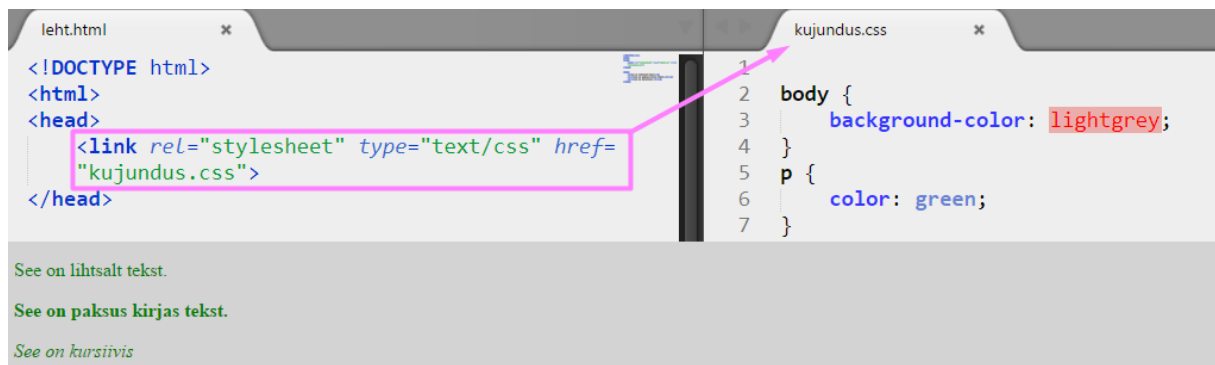 leht.html
<!DOCTYPE html>
<html>
<head>
<link rel="stylesheet" type="text/css" href=
"kujundus.css">
</head>
kujundus.css
1
2 body {
3 background-color: lightgrey;
4 }
5 p {
6 color: green;
7 }
See on lihtsalt tekst.
See on paksus kirjas tekst.
See on kursiivis